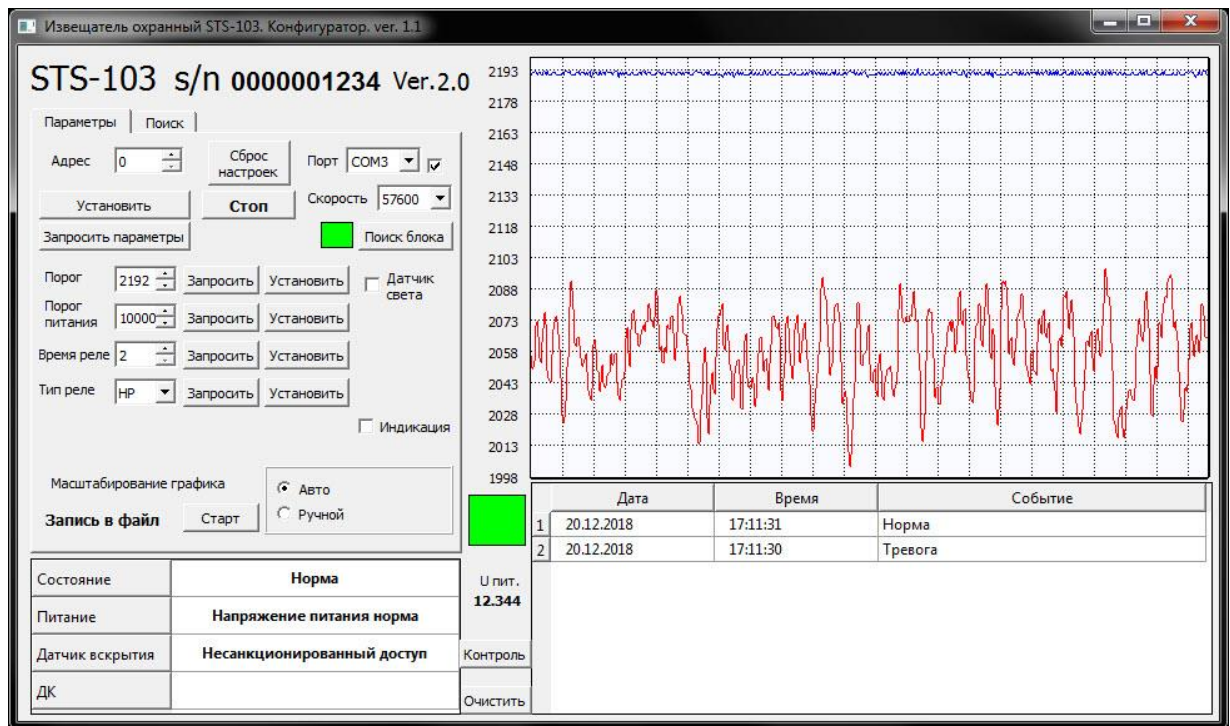 Извещатель охранный STS-103. Конфигуратор. ver. 1.1
STS-103 s/n 0000001234 Ver.2.0
Параметры Поиск
Адрес 0 Сброс настроек Порт COM3
Установить Стоп Скорость 57600
Запросить параметры Поиск блока
Порог 2192 Запросить Установить Датчик света
Порог питания 10000 Запросить Установить
Время реле 2 Запросить Установить
Тип реле НР Запросить Установить
Индикация
Масштабирование графика Авто
Запись в файл Старт Ручной
2193
2178
2163
2148
2133
2118
2103
2088
2073
2058
2043
2028
2013
1998
Дата Время Событие
1 20.12.2018 17:11:31 Норма
2 20.12.2018 17:11:30 Тревога
Состояние Норма
Питание Напряжение питания норма
Датчик вскрытия Несанкционированный доступ
ДК
U пит.
12.344
Контроль
Очистить